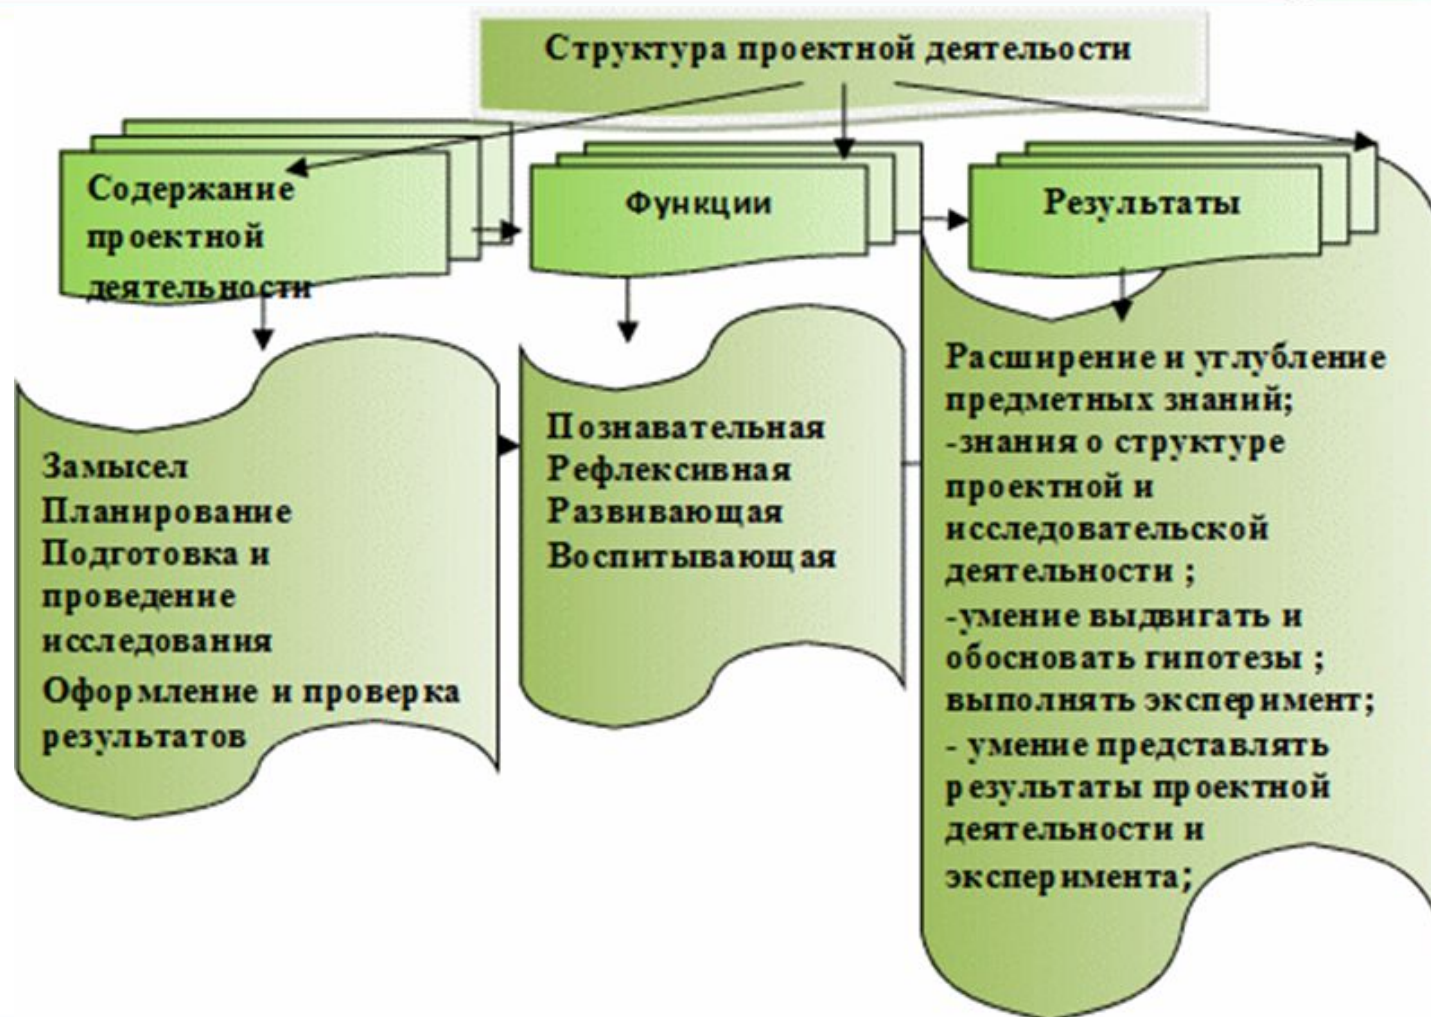 Структура проектной деятельости
Содержание
проектной
деятельности
Функции
Результаты
Замысел
Планирование
Подготовка и
проведение
исследования
Оформление и проверка
результатов
Познавательная
Рефлексивная
Развивающая
Воспитывающая
Расширение и углубление
предметных знаний;
-знания о структуре
проектной и
исследовательской
деятельности ;
-умение выдвигать и
обосновать гипотезы ;
выполнять эксперимент;
- умение представлять
результаты проектной
деятельности и
эксперимента;